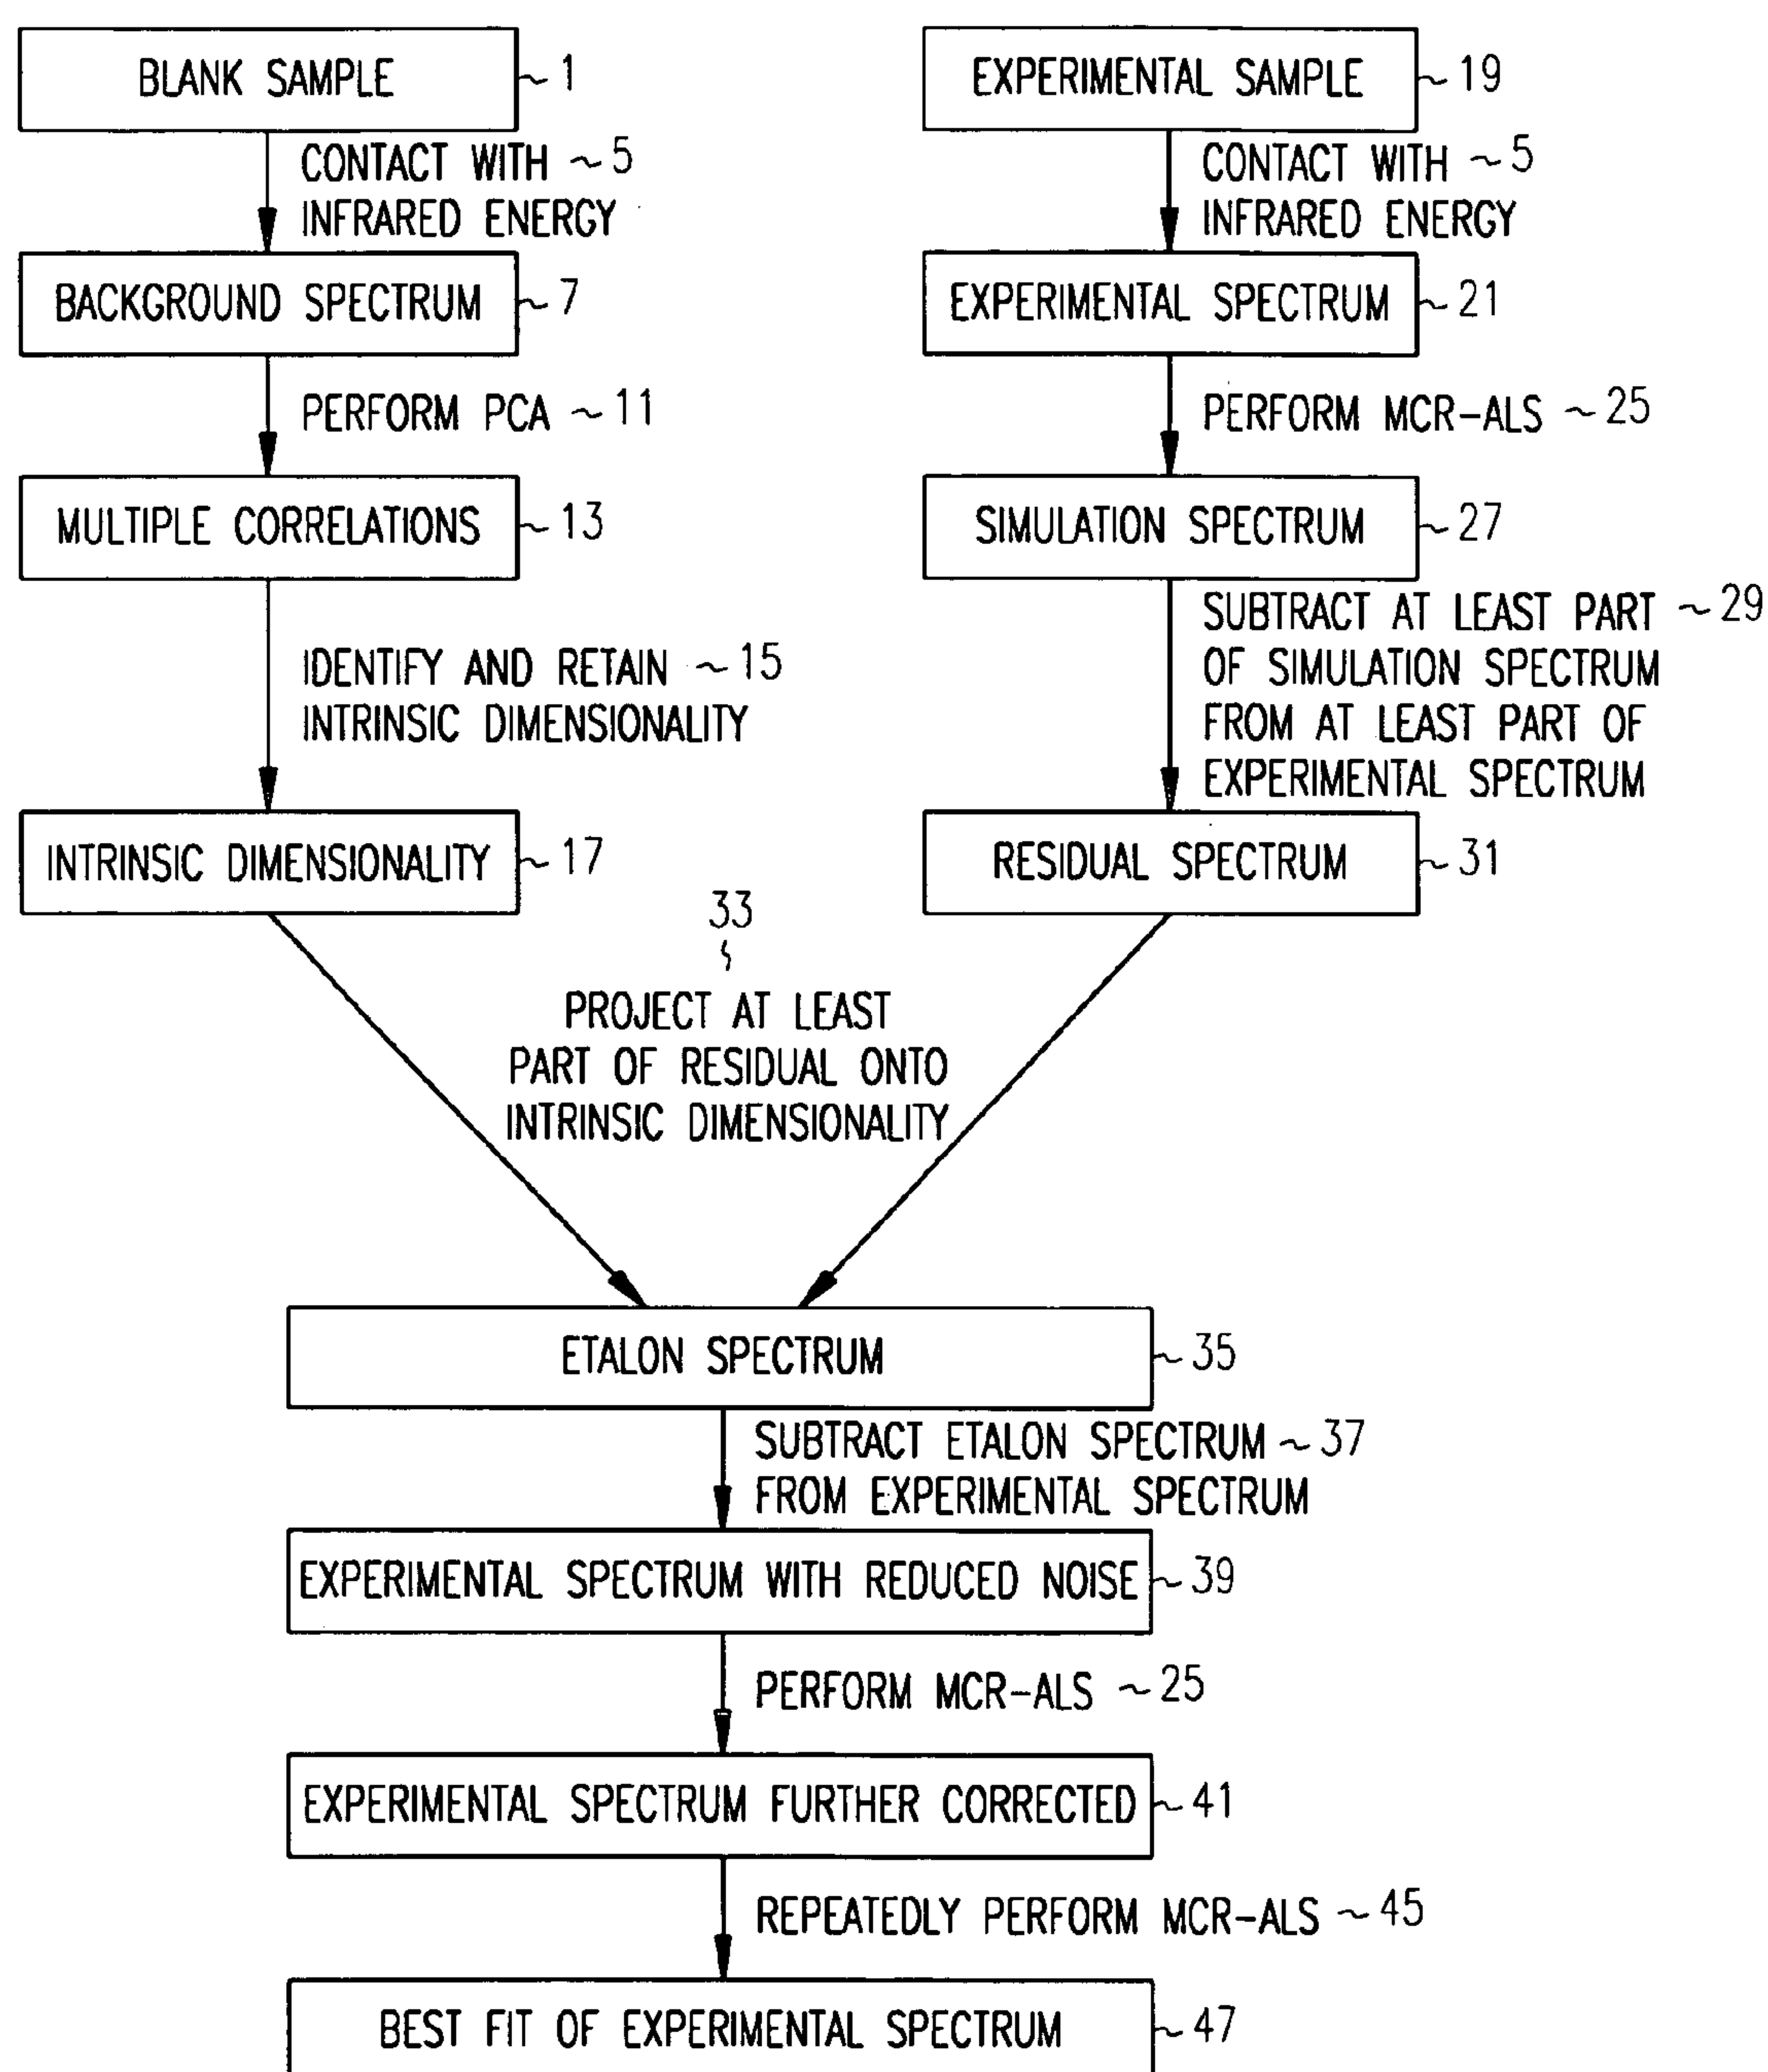 BLANK SAMPLE ~ 1
CONTACT WITH ~ 5
INFRARED ENERGY
BACKGROUND SPECTRUM ~ 7
PERFORM PCA ~ 11
MULTIPLE CORRELATIONS ~ 13
IDENTIFY AND RETAIN ~ 15
INTRINSIC DIMENSIONALITY
INTRINSIC DIMENSIONALITY ~ 17
EXPERIMENTAL SAMPLE ~ 19
CONTACT WITH ~ 5
INFRARED ENERGY
EXPERIMENTAL SPECTRUM ~ 21
PERFORM MCR-ALS ~ 25
SIMULATION SPECTRUM ~ 27
SUBTRACT AT LEAST PART ~ 29
OF SIMULATION SPECTRUM
FROM AT LEAST PART OF
EXPERIMENTAL SPECTRUM
RESIDUAL SPECTRUM ~ 31
33
PROJECT AT LEAST
PART OF RESIDUAL ONTO
INTRINSIC DIMENSIONALITY
ETALON SPECTRUM ~ 35
SUBTRACT ETALON SPECTRUM ~ 37
FROM EXPERIMENTAL SPECTRUM
EXPERIMENTAL SPECTRUM WITH REDUCED NOISE ~ 39
PERFORM MCR-ALS ~ 25
EXPERIMENTAL SPECTRUM FURTHER CORRECTED ~ 41
REPEATEDLY PERFORM MCR-ALS ~ 45
BEST FIT OF EXPERIMENTAL SPECTRUM ~ 47